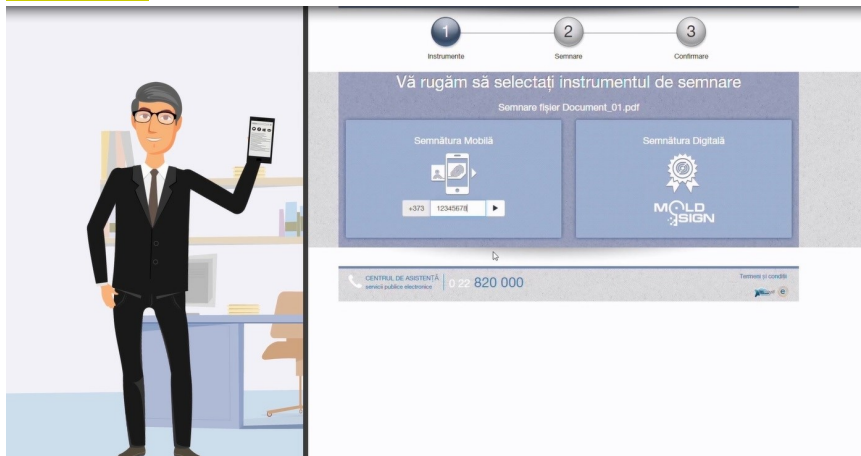 1
2
3
Instrumente
Semnare
Confirmare
Vă rugăm să selectați instrumentul de semnare
Semnare fișier Document_01.pdf
Semnătura Mobilă
+373 12345678
Semnătura Digitală
MOLD
SIGN
CENTRUL DE ASISTENȚĂ
servicii publice electronice
0 22 820 000
Termeni și condiții
e